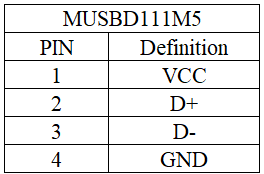 MUSBD111M5
PIN Definition
1 VCC
2 D+
3 D-
4 GND